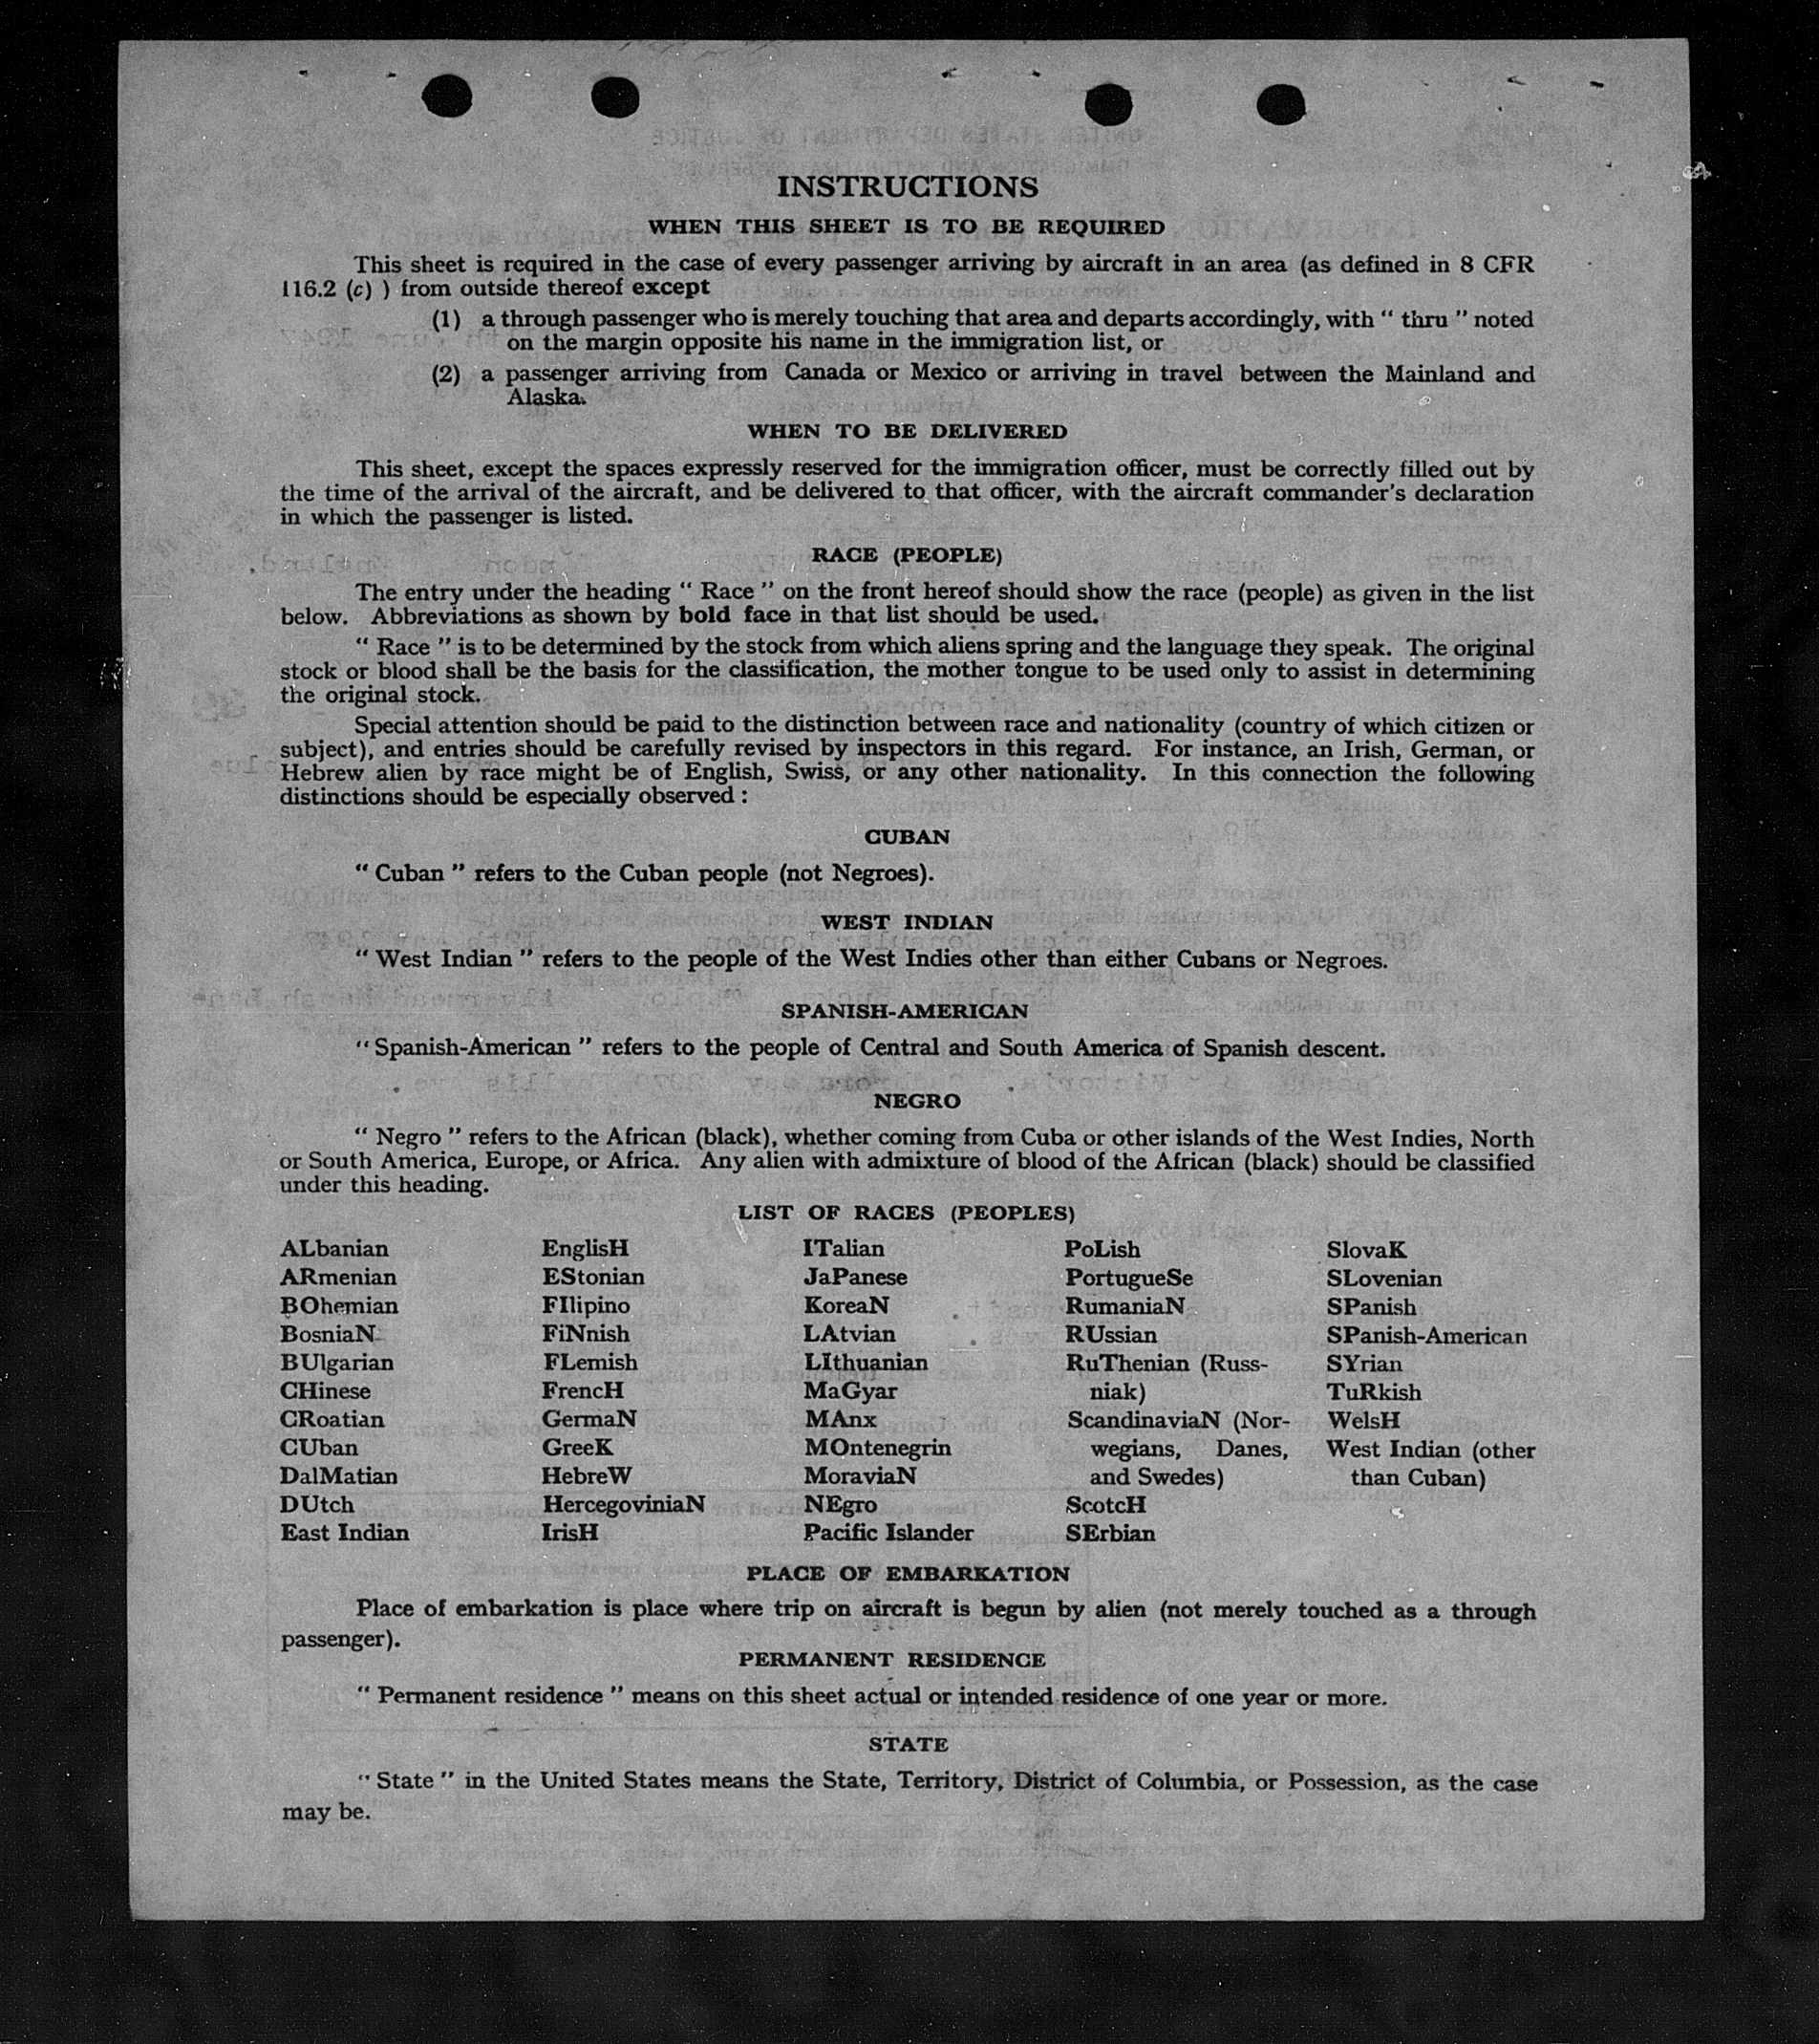 INSTRUCTIONS
WHEN THIS SHEET IS TO BE REQUIRED
This sheet is required in the case of every passenger arriving by aircraft in an area (as defined in 8 CFR
116.2 (c) ) from outside thereof except
(1) a through passenger who is merely touching that area and departs accordingly, with “ thru ” noted
on the margin opposite his name in the immigration list, or
(2) a passenger arriving from Canada or Mexico or arriving in travel between the Mainland and
Alaska.
WHEN TO BE DELIVERED
This sheet, except the spaces expressly reserved for the immigration officer, must be correctly filled out by
the time of the arrival of the aircraft, and be delivered to that officer, with the aircraft commander’s declaration
in which the passenger is listed.
RACE (PEOPLE)
The entry under the heading “ Race ” on the front hereof should show the race (people) as given in the list
below. Abbreviations as shown by bold face in that list should be used.
“ Race ” is to be determined by the stock from which aliens spring and the language they speak. The original
stock or blood shall be the basis for the classification, the mother tongue to be used only to assist in determining
the original stock.
Special attention should be paid to the distinction between race and nationality (country of which citizen or
subject), and entries should be carefully revised by inspectors in this regard. For instance, an Irish, German, or
Hebrew alien by race might be of English, Swiss, or any other nationality. In this connection the following
distinctions should be especially observed :
CUBAN
“ Cuban ” refers to the Cuban people (not Negroes).
WEST INDIAN
“ West Indian ” refers to the people of the West Indies other than either Cubans or Negroes.
SPANISH-AMERICAN
“ Spanish-American ” refers to the people of Central and South America of Spanish descent.
NEGRO
“ Negro ” refers to the African (black), whether coming from Cuba or other islands of the West Indies, North
or South America, Europe, or Africa. Any alien with admixture of blood of the African (black) should be classified
under this heading.
LIST OF RACES (PEOPLES)
ALbanian
ARmenian
BOhemian
BosniaN
BUlgarian
CHinese
CRoatian
CUban
DalMatian
DUtch
East Indian
EnglisH
EStonian
FIlipino
FiNnish
FLemish
FrencH
GermaN
GreeK
HebreW
HercegoviniaN
IrisH
ITalian
JaPanese
KoreaN
LAtvian
LIthuanian
MaGyar
MAnx
MOntenegrin
MoraviaN
NEgro
Pacific Islander
PoLish
PortugueSe
RumaniaN
RUssian
RuThenian (Russ-
niak)
ScandinaviaN (Nor-
wegians, Danes,
and Swedes)
ScotcH
SErbian
SlovaK
SLovenian
SPanish
SPanish-American
SYrian
TuRkish
WelsH
West Indian (other
than Cuban)
PLACE OF EMBARKATION
Place of embarkation is place where trip on aircraft is begun by alien (not merely touched as a through
passenger).
PERMANENT RESIDENCE
“ Permanent residence ” means on this sheet actual or intended residence of one year or more.
STATE
“ State ” in the United States means the State, Territory, District of Columbia, or Possession, as the case
may be.